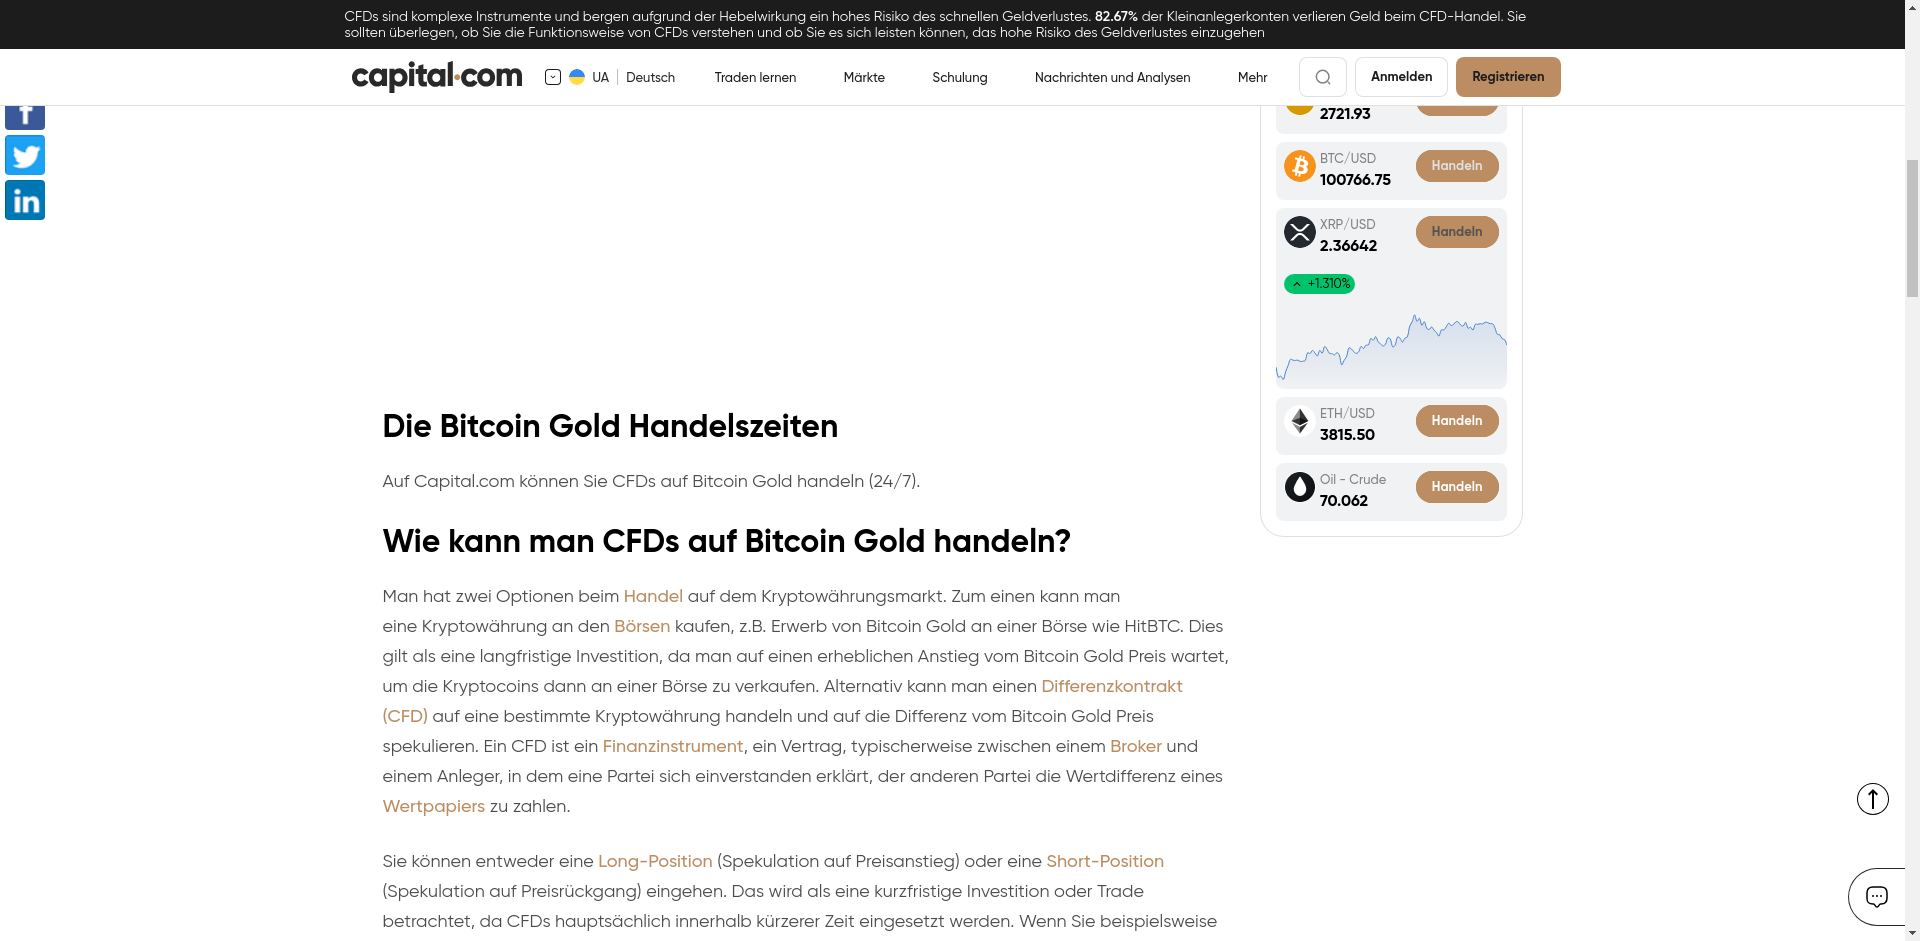 CFDs sind komplexe Instrumente und bergen aufgrund der Hebelwirkung ein hohes Risiko des schnellen Geldverlustes. 82.67% der Kleinanlegerkonten verlieren Geld beim CFD-Handel. Sie
sollten überlegen, ob Sie die Funktionsweise von CFDs verstehen und ob Sie es sich leisten können, das hohe Risiko des Geldverlustes einzugehen
capital.com
UA
Deutsch
Traden lernen
Märkte
Schulung
Nachrichten und Analysen
Mehr
Anmelden
Registrieren
2721.93
BTC/USD
100766.75
Handeln
XRP/USD
2.36642
Handeln
+1.310%
ETH/USD
3815.50
Handeln
Oil - Crude
70.062
Handeln
Die Bitcoin Gold Handelszeiten
Auf Capital.com können Sie CFDs auf Bitcoin Gold handeln (24/7).
Wie kann man CFDs auf Bitcoin Gold handeln?
Man hat zwei Optionen beim Handel auf dem Kryptowährungsmarkt. Zum einen kann man
eine Kryptowährung an den Börsen kaufen, z.B. Erwerb von Bitcoin Gold an einer Börse wie HitBTC. Dies
gilt als eine langfristige Investition, da man auf einen erheblichen Anstieg vom Bitcoin Gold Preis wartet,
um die Kryptocoins dann an einer Börse zu verkaufen. Alternativ kann man einen Differenzkontrakt
(CFD) auf eine bestimmte Kryptowährung handeln und auf die Differenz vom Bitcoin Gold Preis
spekulieren. Ein CFD ist ein Finanzinstrument, ein Vertrag, typischerweise zwischen einem Broker und
einem Anleger, in dem eine Partei sich einverstanden erklärt, der anderen Partei die Wertdifferenz eines
Wertpapiers zu zahlen.
Sie können entweder eine Long-Position (Spekulation auf Preisanstieg) oder eine Short-Position
(Spekulation auf Preisrückgang) eingehen. Das wird als eine kurzfristige Investition oder Trade
betrachtet, da CFDs hauptsächlich innerhalb kürzerer Zeit eingesetzt werden. Wenn Sie beispielsweise